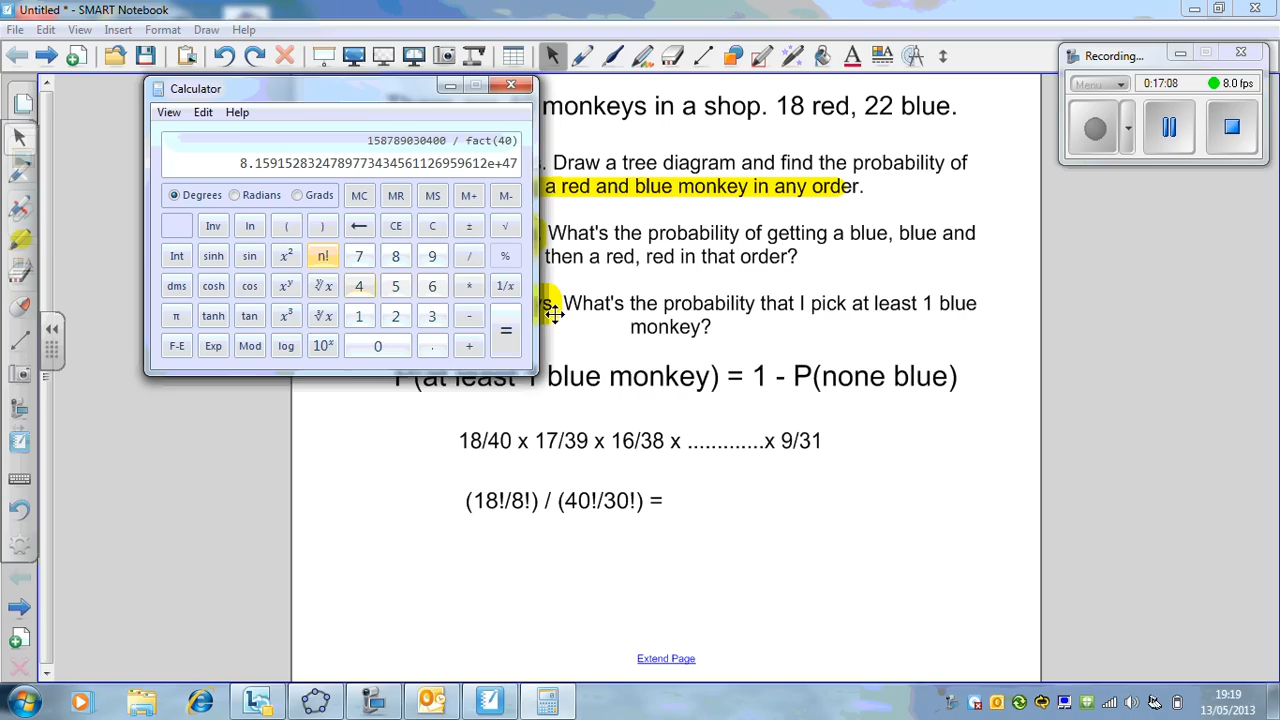 Untitled * - SMART Notebook
File Edit View Insert Format Draw Help
Recording...
Menu 0:17:08 8.0 fps
Calculator
View Edit Help
158789030400 / fact(40)
8.1591528324789773434561126959612e+47
Degrees Radians Grads MC MR MS M+ M-
Inv ln ( ) ← CE C ± √
Int sinh sin x² n! 7 8 9 / %
dms cosh cos xʸ ʸ√x 4 5 6 * 1/x
π tanh tan x³ ³√x 1 2 3 - =
F-E Exp Mod log 10ˣ 0 . +
monkeys in a shop. 18 red, 22 blue.
. Draw a tree diagram and find the probability of
a red and blue monkey in any order.
What's the probability of getting a blue, blue and
then a red, red in that order?
What's the probability that I pick at least 1 blue
monkey?
P(at least 1 blue monkey) = 1 - P(none blue)
18/40 x 17/39 x 16/38 x .............x 9/31
(18!/8!) / (40!/30!) =
Extend Page
19:19
13/05/2013